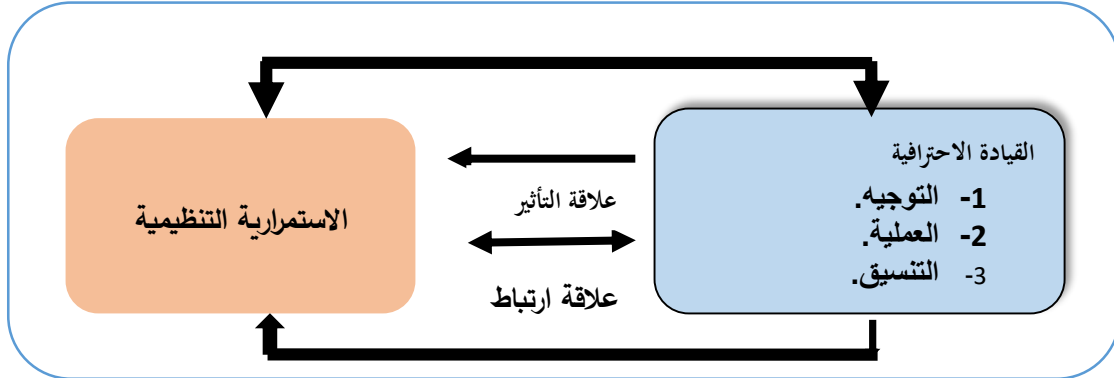 القيادة الاحترافية
1- التوجيه.
2- العملية.
3- التنسيق.
علاقة التأثير
علاقة ارتباط
الاستمرارية التنظيمية